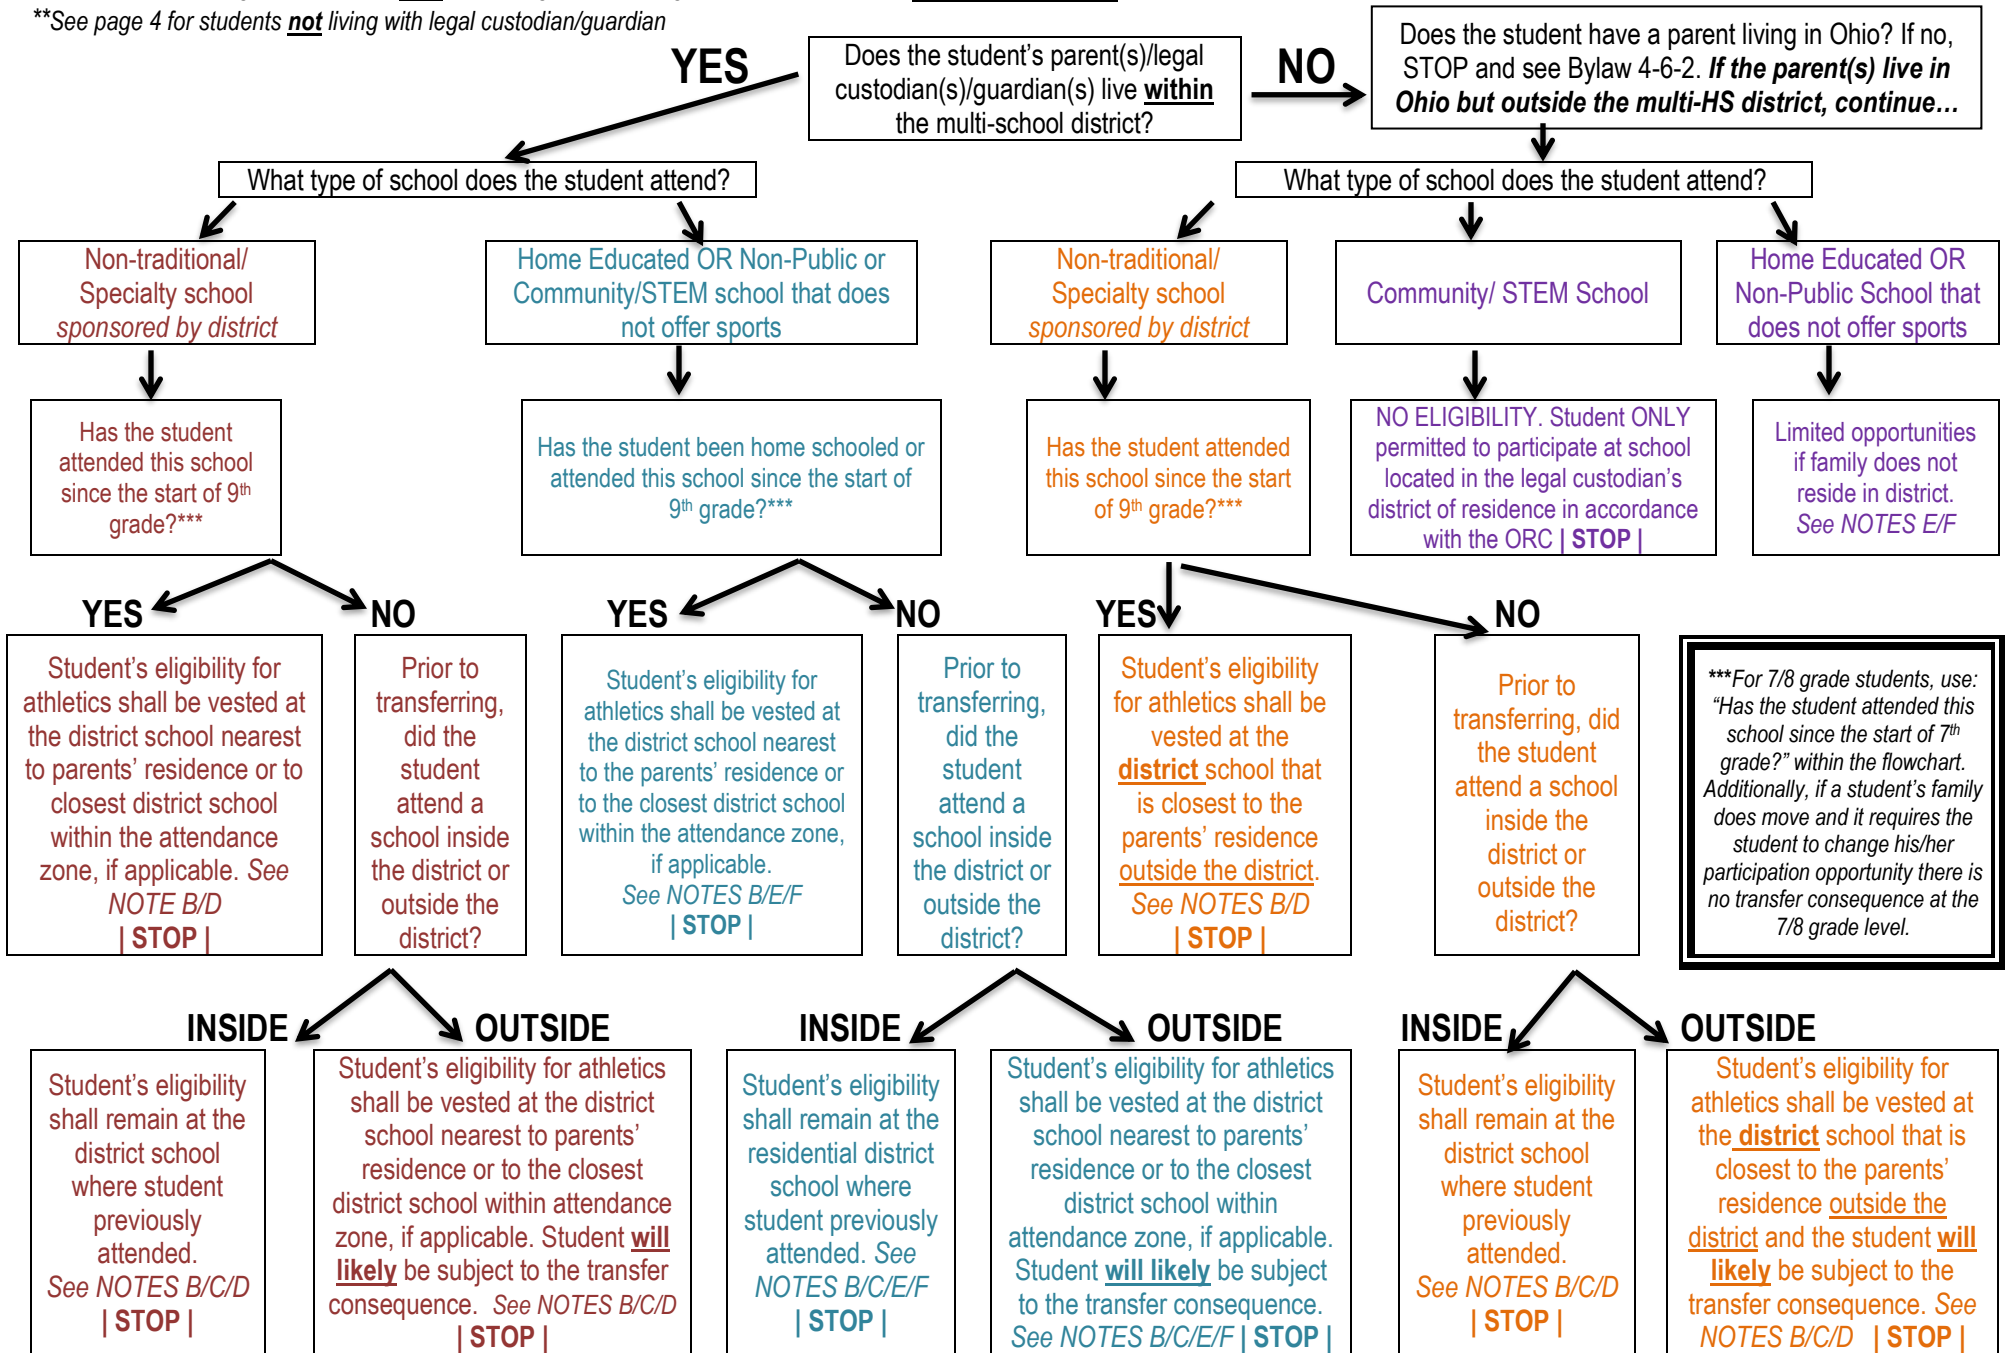 **See page 4 for students not living with legal custodian/guardian
YES
Does the student's parent(s)/legal
custodian(s)/guardian(s) live within
the multi-school district?
NO
Does the student have a parent living in Ohio? If no,
STOP and see Bylaw 4-6-2. If the parent(s) live in
Ohio but outside the multi-HS district, continue…
What type of school does the student attend?
What type of school does the student attend?
Non-traditional/
Specialty school
sponsored by district
Home Educated OR Non-Public or
Community/STEM school that does
not offer sports
Non-traditional/
Specialty school
sponsored by district
Community/ STEM School
Home Educated OR
Non-Public School that
does not offer sports
Has the student
attended this school
since the start of 9th
grade?***
Has the student been home schooled or
attended this school since the start of
9th grade?***
Has the student attended
this school since the start
of 9th grade?***
NO ELIGIBILITY. Student ONLY
permitted to participate at school
located in the legal custodian's
district of residence in accordance
with the ORC | STOP |
Limited opportunities
if family does not
reside in district.
See NOTES E/F
YES
NO
YES
NO
YES
NO
Student's eligibility for
athletics shall be vested at
the district school nearest
to parents' residence or to
closest district school
within the attendance
zone, if applicable. See
NOTE B/D
| STOP |
Prior to
transferring,
did the
student
attend a
school inside
the district or
outside the
district?
Student's eligibility for
athletics shall be vested at
the district school nearest
to the parents' residence or
to the closest district school
within the attendance zone,
if applicable.
See NOTES B/E/F
| STOP |
Prior to
transferring,
did the
student
attend a
school inside
the district or
outside the
district?
Student's eligibility
for athletics shall be
vested at the
district school that
is closest to the
parents' residence
outside the district.
See NOTES B/D
| STOP |
Prior to
transferring, did
the student
attend a school
inside the
district or
outside the
district?
***For 7/8 grade students, use:
"Has the student attended this
school since the start of 7th
grade?" within the flowchart.
Additionally, if a student's family
does move and it requires the
student to change his/her
participation opportunity there is
no transfer consequence at the
7/8 grade level.
INSIDE
OUTSIDE
INSIDE
OUTSIDE
INSIDE
OUTSIDE
Student's eligibility
shall remain at the
district school
where student
previously
attended.
See NOTES B/C/D
| STOP |
Student's eligibility for athletics
shall be vested at the district
school nearest to parents'
residence or to the closest
district school within attendance
zone, if applicable. Student will
likely be subject to the transfer
consequence. See NOTES B/C/D
| STOP |
Student's eligibility
shall remain at the
residential district
school where
student previously
attended. See
NOTES B/C/E/F
| STOP |
Student's eligibility for athletics
shall be vested at the district
school nearest to parents'
residence or to the closest
district school within
attendance zone, if applicable.
Student will likely be subject
to the transfer consequence.
See NOTES B/C/E/F | STOP |
Student's eligibility
shall remain at the
district school
where student
previously
attended.
See NOTES B/C/D
| STOP |
Student's eligibility for
athletics shall be vested at
the district school that is
closest to the parents'
residence outside the
district and the student will
likely be subject to the
transfer consequence. See
NOTES B/C/D | STOP |